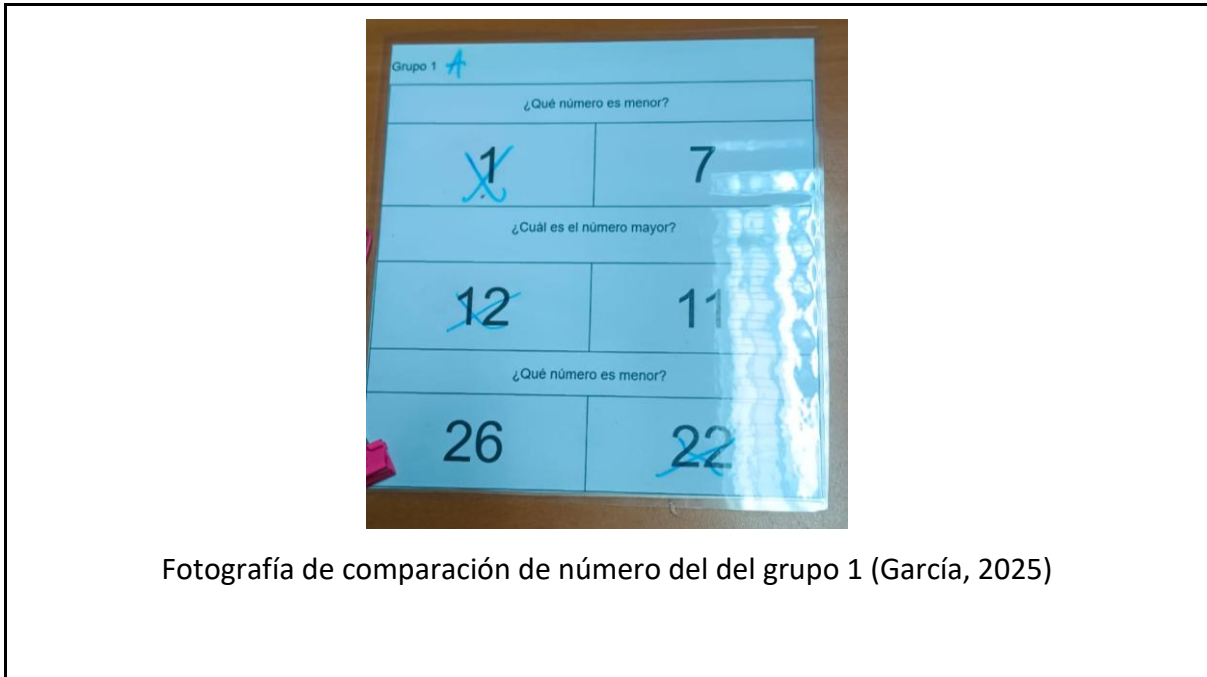 Grupo 1 A
¿Qué número es menor?
1 7
¿Cuál es el número mayor?
12 11
¿Qué número es menor?
26 22
Fotografía de comparación de número del del grupo 1 (García, 2025)